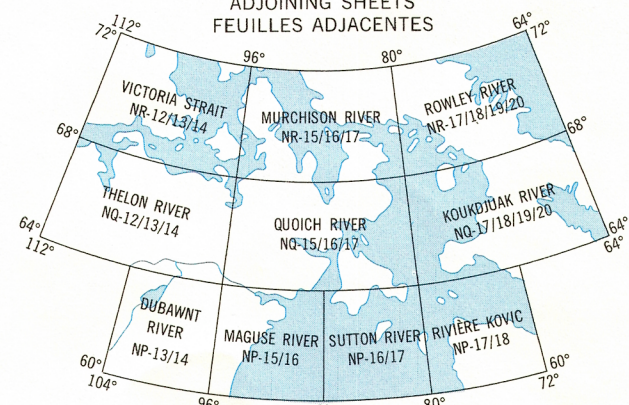 ADJOINING SHEETS
FEUILLES ADJACENTES
112°
72°
96°
80°
64°
72°
VICTORIA STRAIT
NR-12/13/14
MURCHISON RIVER
NR-15/16/17
ROWLEY RIVER
NR-17/18/19/20
68°
68°
THELON RIVER
NQ-12/13/14
QUOICH RIVER
NQ-15/16/17
KOUKDJUAK RIVER
NQ-17/18/19/20
64°
112°
64°
64°
DUBAWNT
RIVER
NP-13/14
MAGUSE RIVER
NP-15/16
SUTTON RIVER
NP-16/17
RIVIÈRE KOVIC
NP-17/18
60°
104°
96°
80°
60°
72°